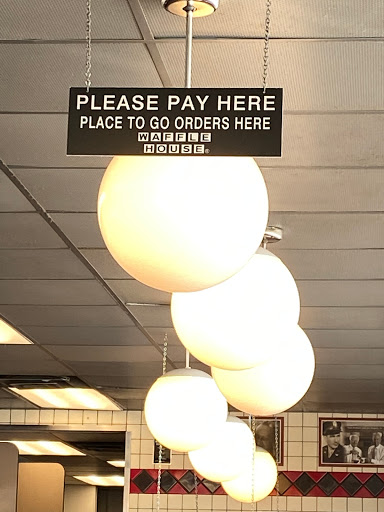 PLEASE PAY HERE
PLACE TO GO ORDERS HERE
WAFFLE
HOUSE®